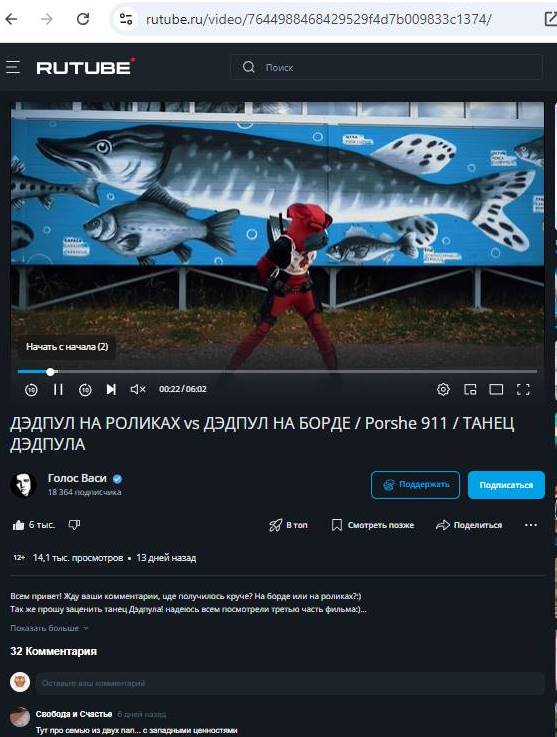 rutube.ru/video/7644988468429529f4d7b009833c1374/
RUTUBE
Поиск
Начать с начала (2)
00:22 / 06:02
ДЭДПУЛ НА РОЛИКАХ vs ДЭДПУЛ НА БОРДЕ / Porshe 911 / ТАНЕЦ
ДЭДПУЛА
Голос Васи
18 364 подписчика
Поддержать
Подписаться
6 тыс.
В топ
Смотреть позже
Поделиться
12+ 14,1 тыс. просмотров • 13 дней назад
Всем привет! Жду ваши комментарии, где получилось круче? На борде или на роликах?:)
Так же прошу заценить танец Дэдпула! надеюсь всем посмотрели третью часть фильма:)...
Показать больше
32 Комментария
Оставьте ваш комментарий
Свобода и Счастье 6 дней назад
Тут про семью из двух пап... с западными ценностями